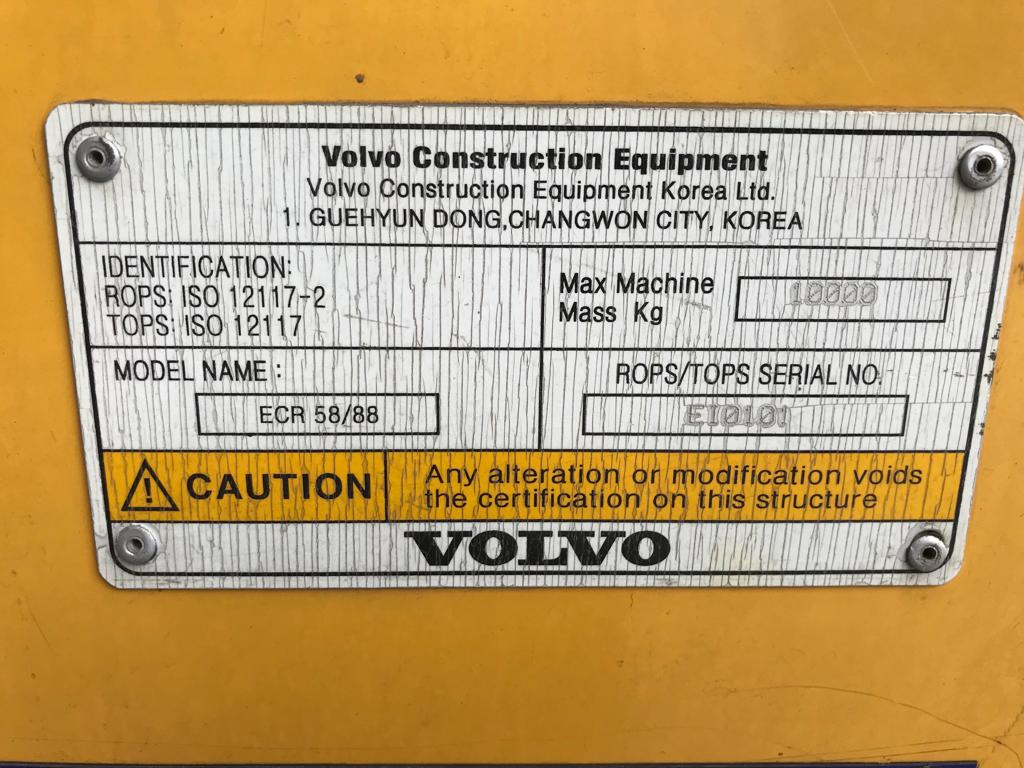 Volvo Construction Equipment
Volvo Construction Equipment Korea Ltd.
1. GUEHYUN DONG,CHANGWON CITY, KOREA
IDENTIFICATION:
ROPS: ISO 12117-2
TOPS: ISO 12117
Max Machine
Mass Kg
10000
MODEL NAME :
ECR 58/88
ROPS/TOPS SERIAL NO.
EI0101
CAUTION
Any alteration or modification voids
the certification on this structure
VOLVO